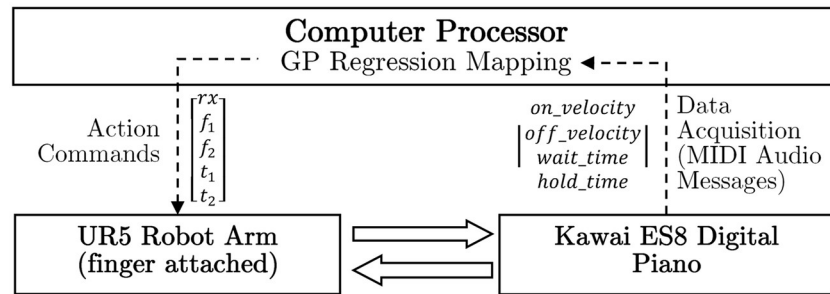 Computer Processor
GP Regression Mapping
Action
Commands
rx
f₁
f₂
t₁
t₂
on_velocity
off_velocity
wait_time
hold_time
Data
Acquisition
(MIDI Audio
Messages)
UR5 Robot Arm
(finger attached)
Kawai ES8 Digital
Piano